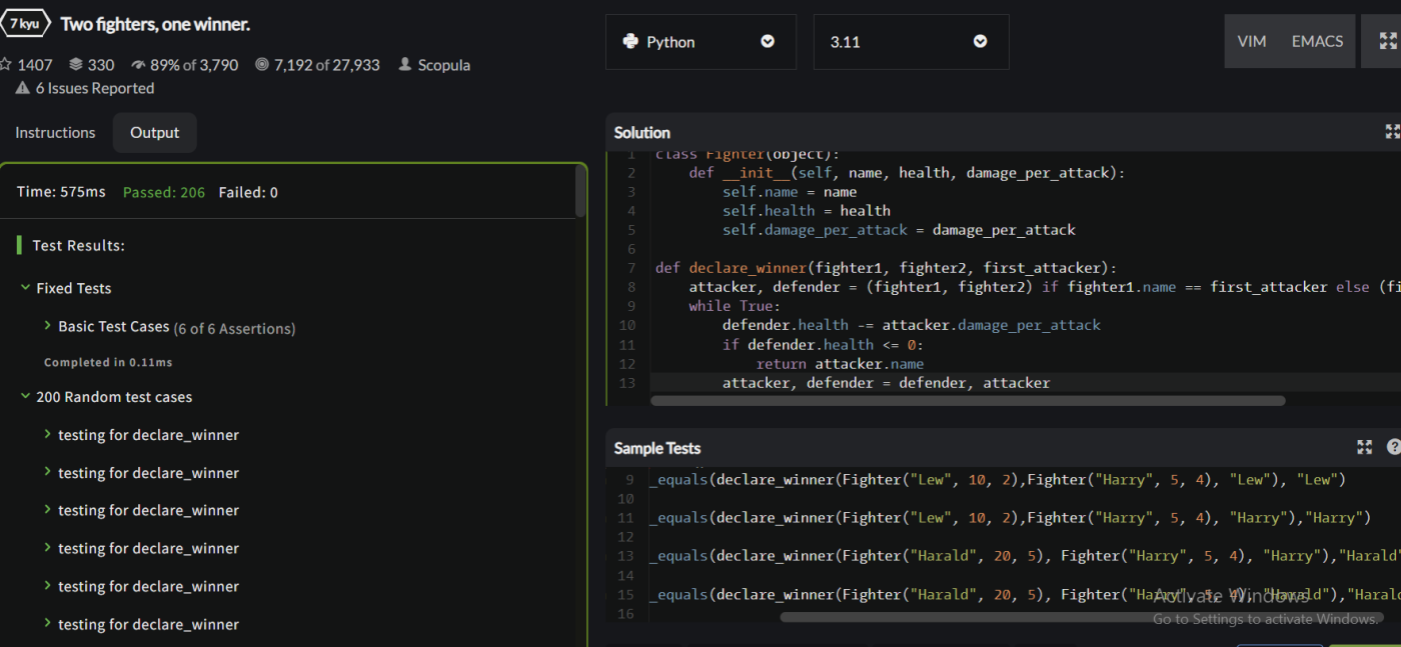 7 kyu Two fighters, one winner.
1407 330 89% of 3,790 7,192 of 27,933 Scopula
6 Issues Reported
Instructions Output
Time: 575ms Passed: 206 Failed: 0
Test Results:
Fixed Tests
Basic Test Cases (6 of 6 Assertions)
Completed in 0.11ms
200 Random test cases
testing for declare_winner
testing for declare_winner
testing for declare_winner
testing for declare_winner
testing for declare_winner
testing for declare_winner
Python 3.11 VIM EMACS
Solution
1 class Fighter(object):
2 def __init__(self, name, health, damage_per_attack):
3 self.name = name
4 self.health = health
5 self.damage_per_attack = damage_per_attack
6
7 def declare_winner(fighter1, fighter2, first_attacker):
8 attacker, defender = (fighter1, fighter2) if fighter1.name == first_attacker else (fi
9 while True:
10 defender.health -= attacker.damage_per_attack
11 if defender.health <= 0:
12 return attacker.name
13 attacker, defender = defender, attacker
Sample Tests
9 _equals(declare_winner(Fighter("Lew", 10, 2),Fighter("Harry", 5, 4), "Lew"), "Lew")
10
11 _equals(declare_winner(Fighter("Lew", 10, 2),Fighter("Harry", 5, 4), "Harry"),"Harry")
12
13 _equals(declare_winner(Fighter("Harald", 20, 5), Fighter("Harry", 5, 4), "Harry"),"Harald"
14
15 _equals(declare_winner(Fighter("Harald", 20, 5), Fighter("Harry", 5, 4), "Harald"),"Harald
16
Activate Windows
Go to Settings to activate Windows.